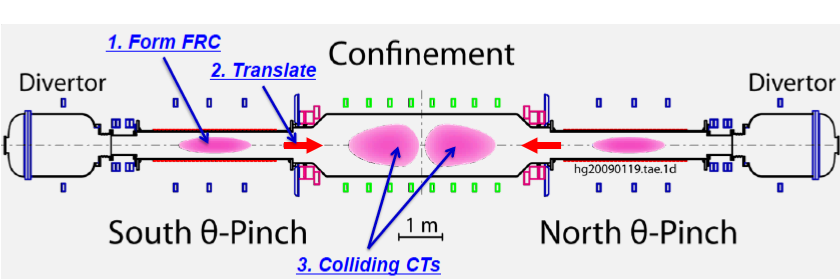 1. Form FRC
Confinement
2. Translate
Divertor
Divertor
hg20090119.tae.1d
South θ-Pinch
1 m
North θ-Pinch
3. Colliding CTs